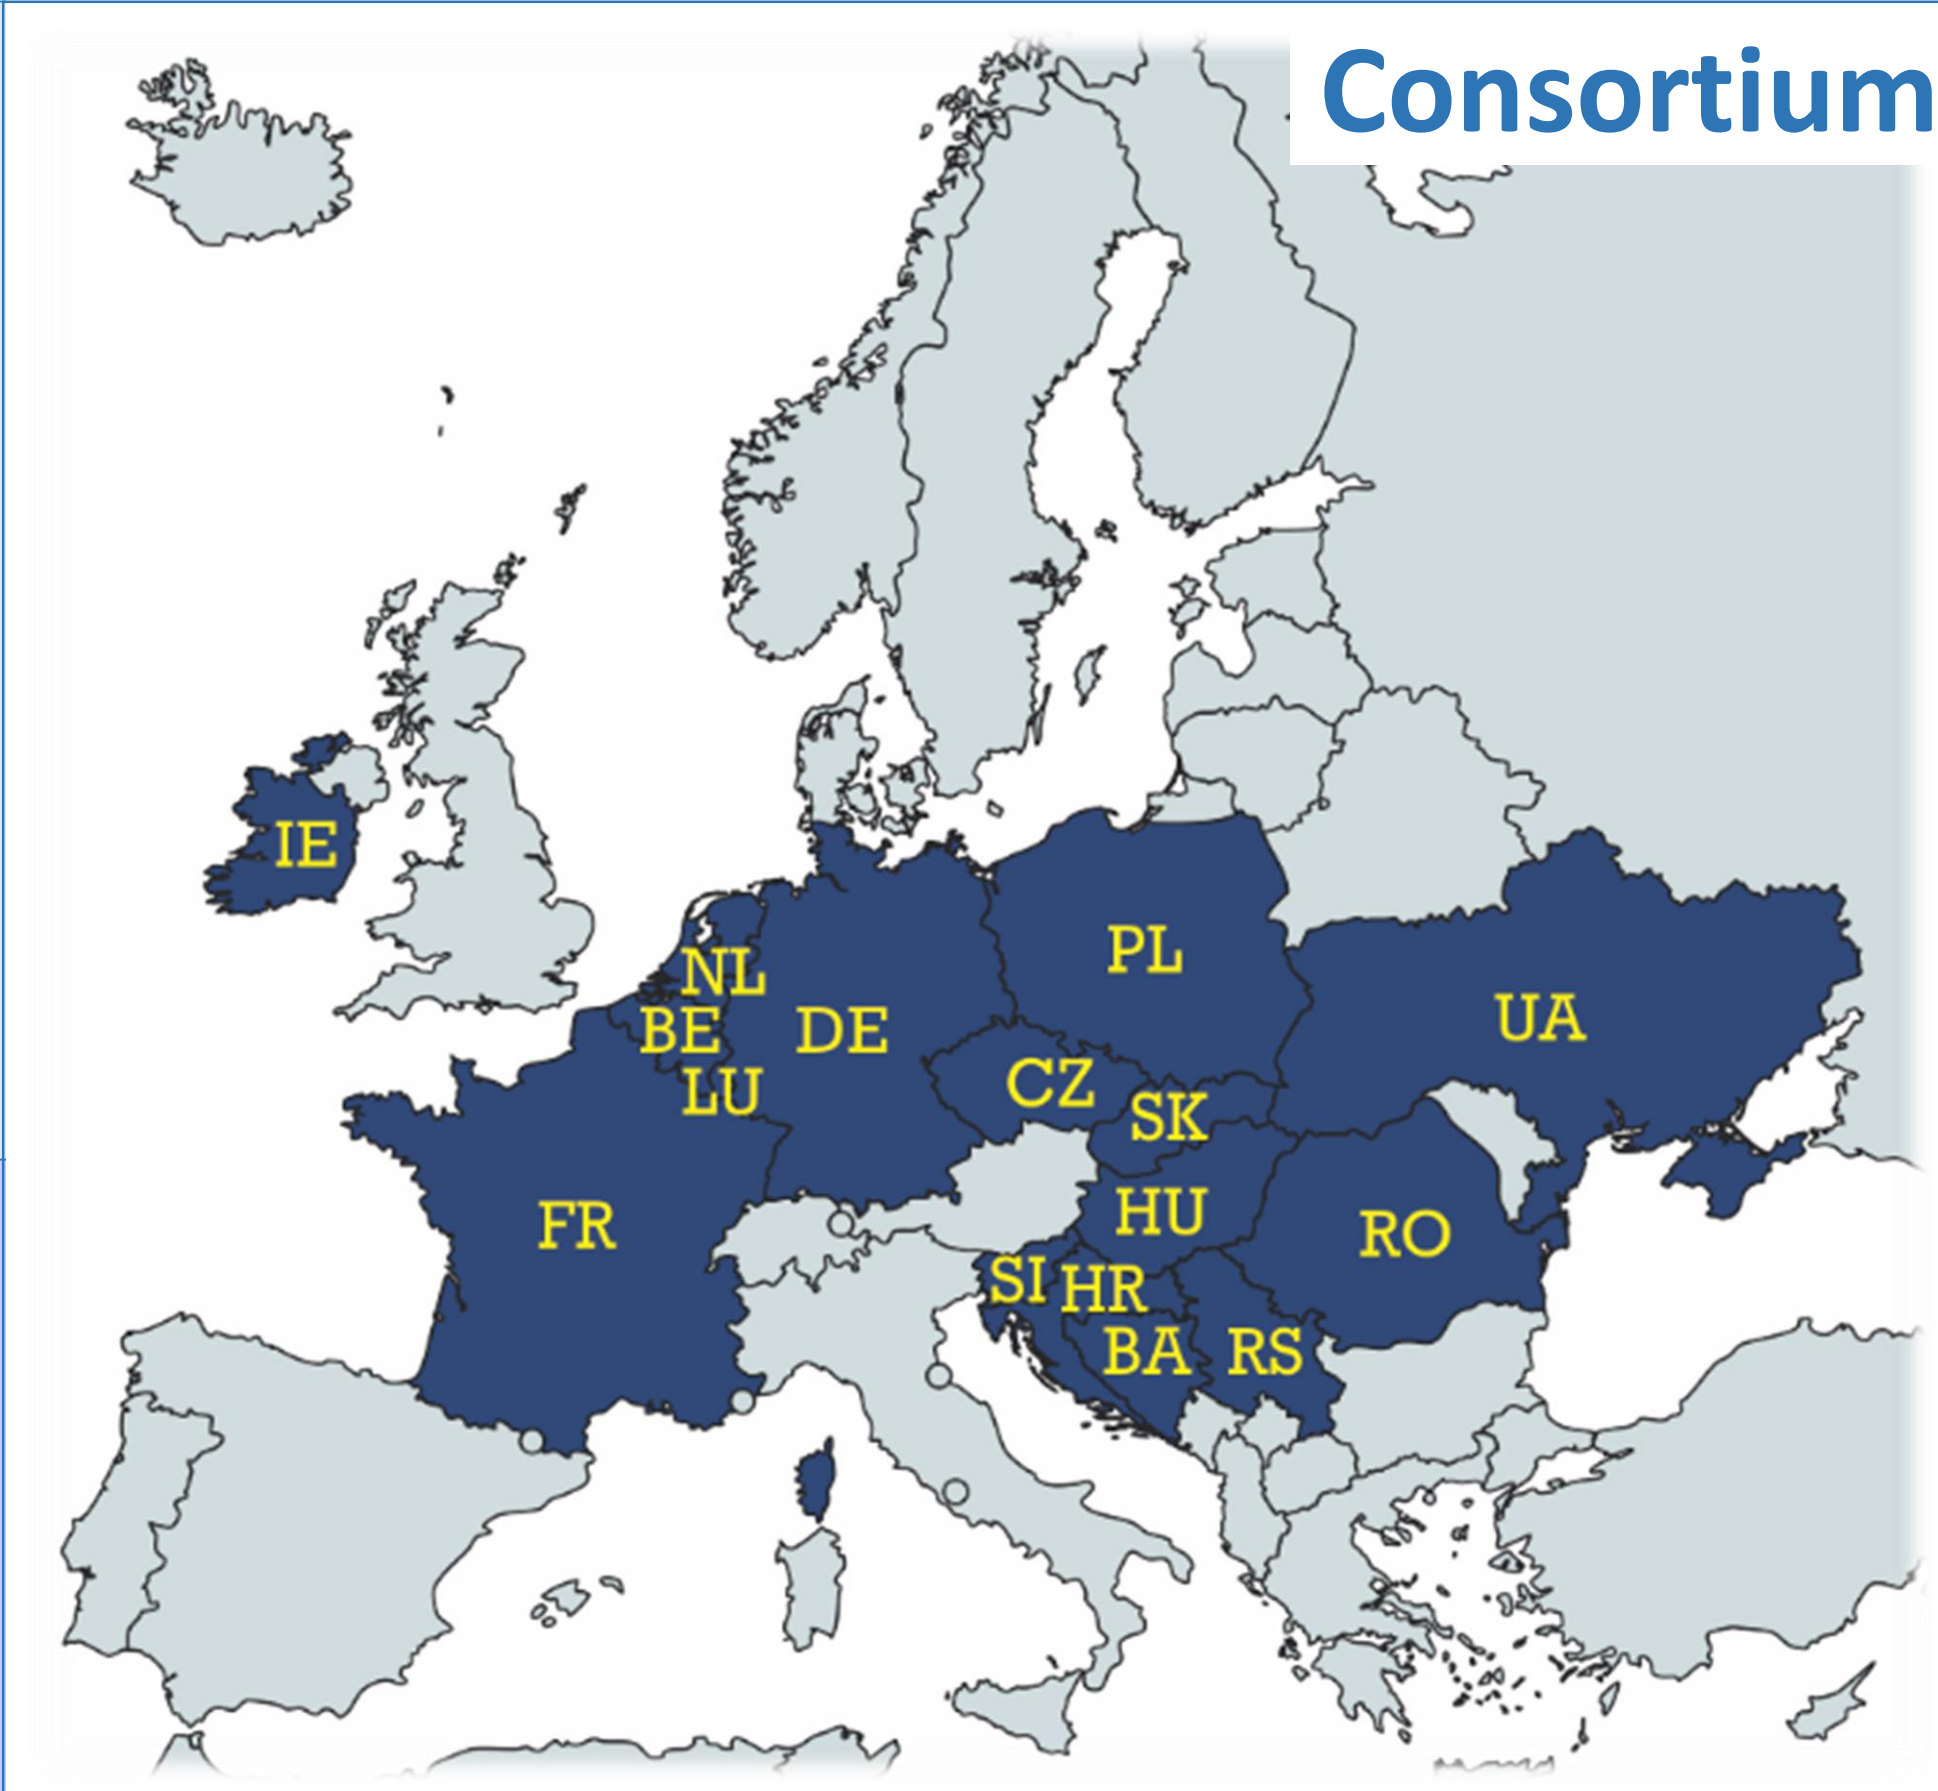 Consortium
IE
PL
NL
UA
BE
DE
CZ
LU
SK
HU
FR
RO
SI
HR
BA
RS